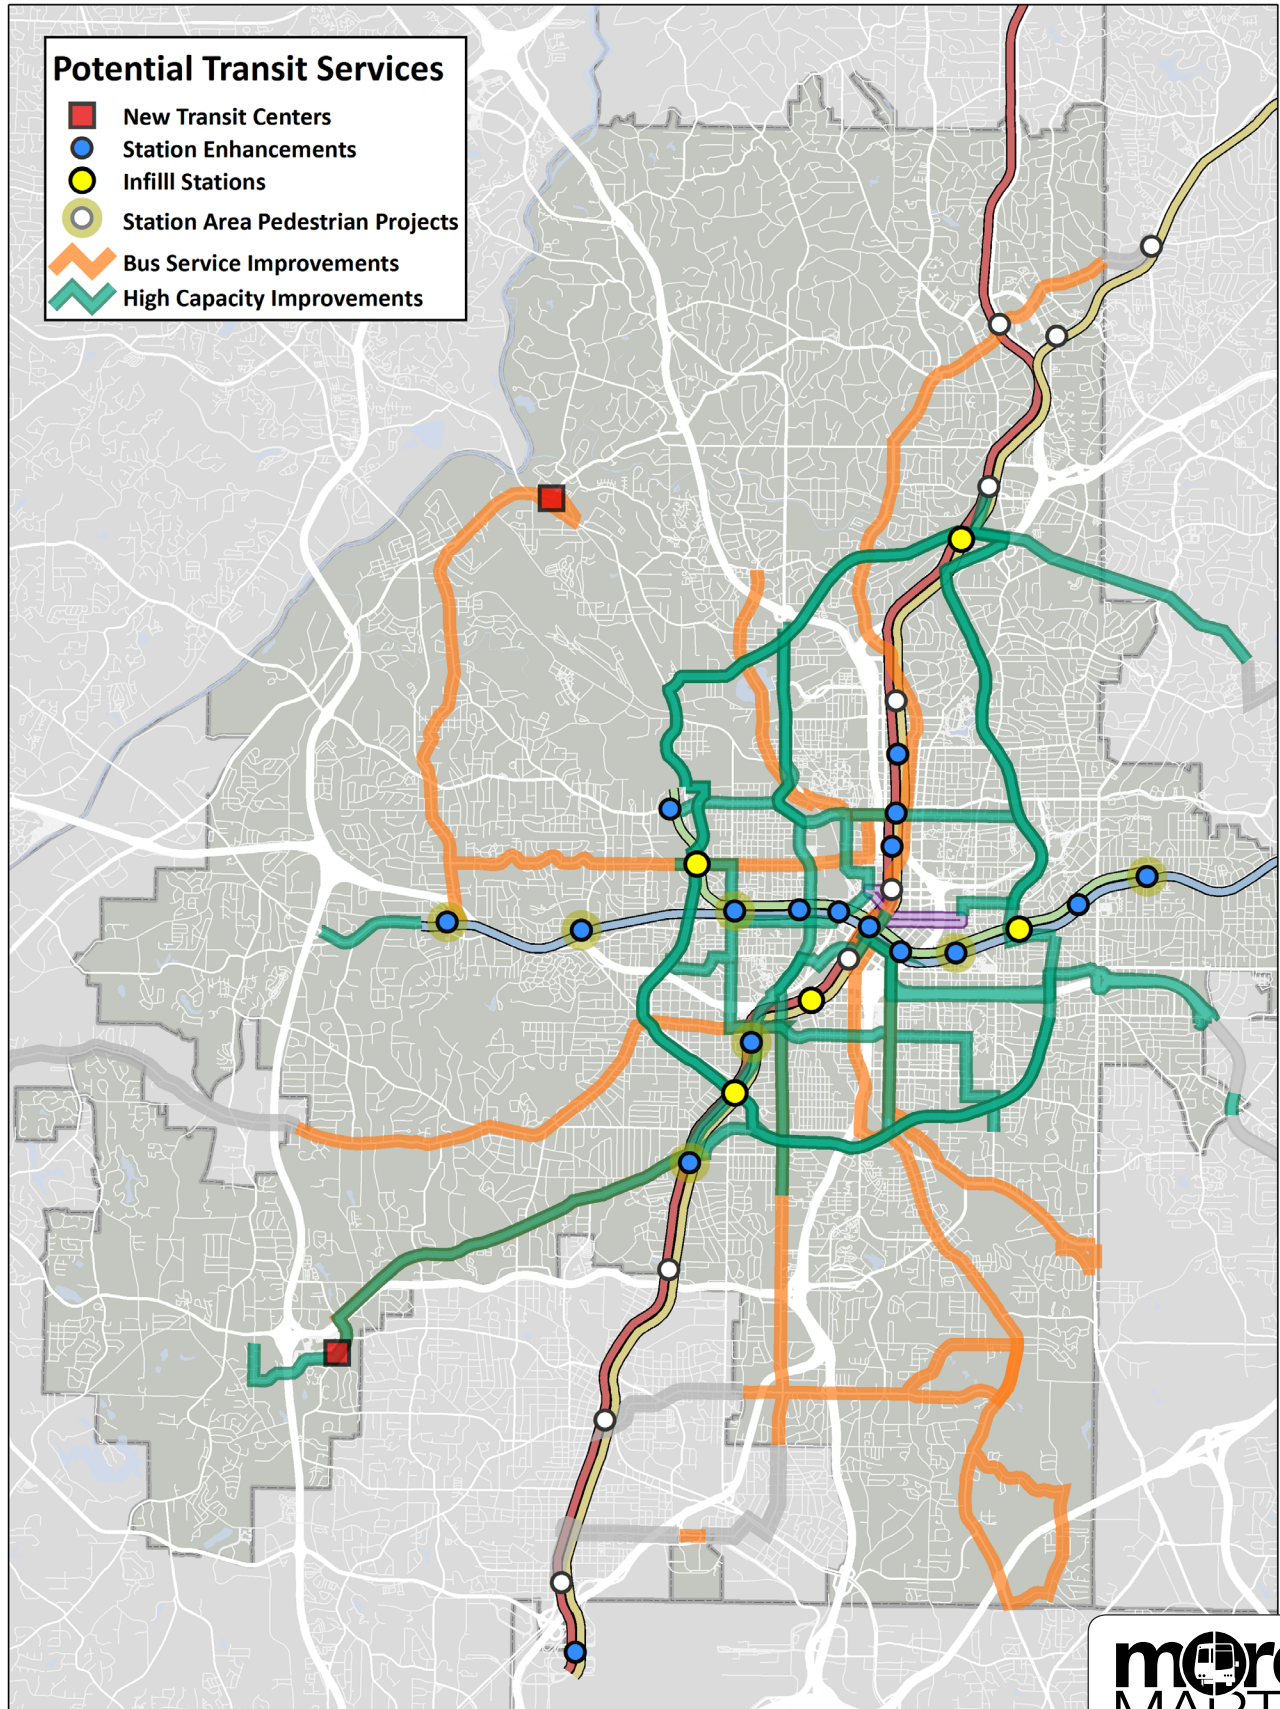 Potential Transit Services
New Transit Centers
Station Enhancements
Infilll Stations
Station Area Pedestrian Projects
Bus Service Improvements
High Capacity Improvements